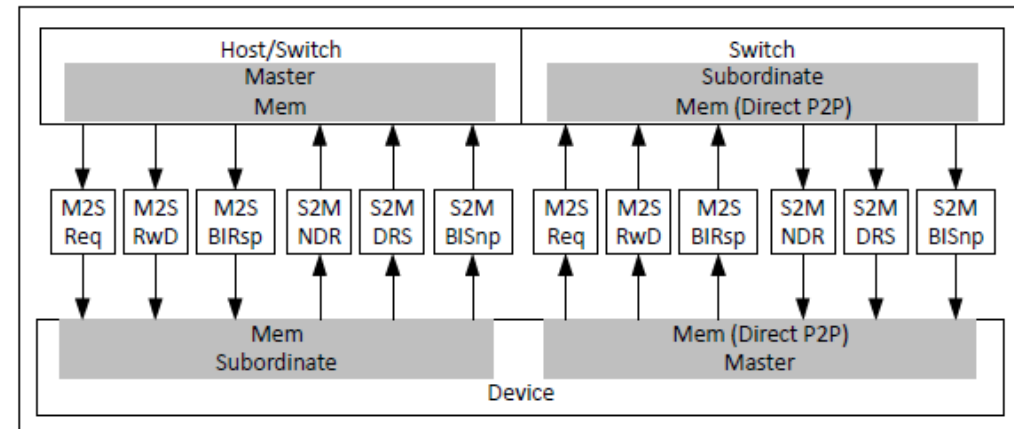 Host/Switch
Master
Mem
Switch
Subordinate
Mem (Direct P2P)
M2S
Req
M2S
RwD
M2S
BIRsp
S2M
NDR
S2M
DRS
S2M
BISnp
M2S
Req
M2S
RwD
M2S
BIRsp
S2M
NDR
S2M
DRS
S2M
BISnp
Mem
Subordinate
Mem (Direct P2P)
Master
Device